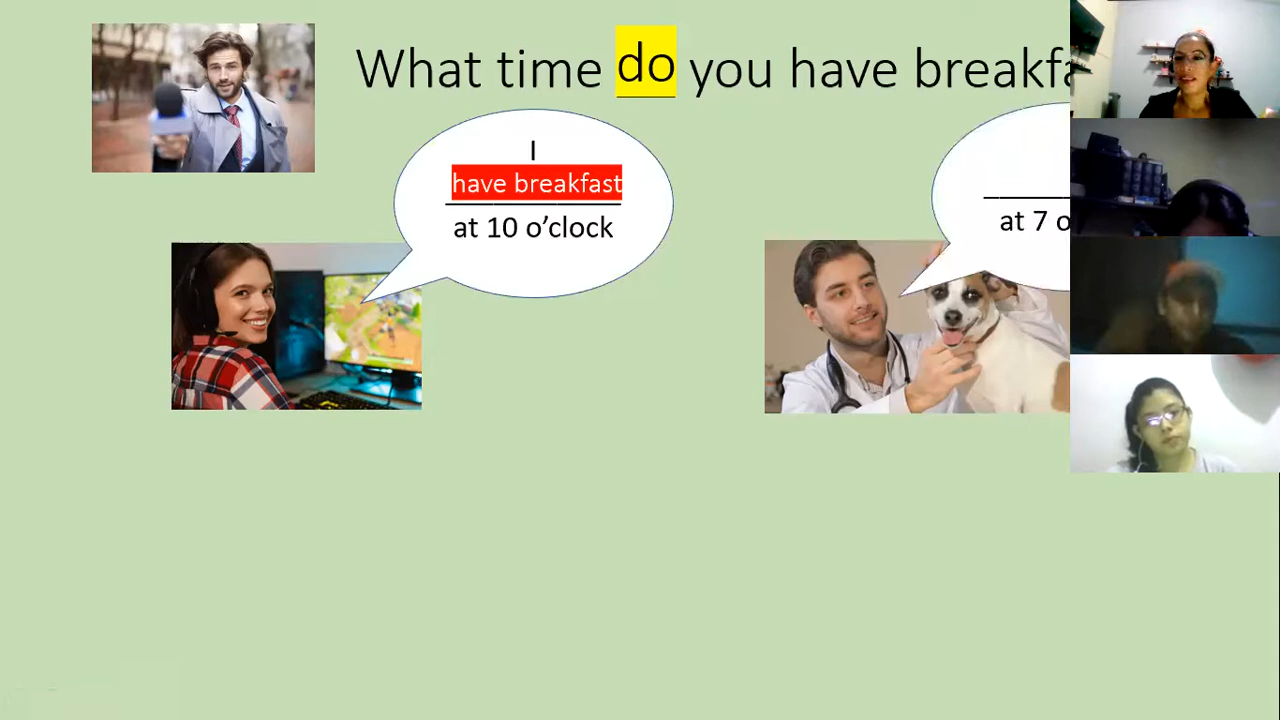 What time do you have breakfa
I
have breakfast
at 10 o’clock
at 7 o